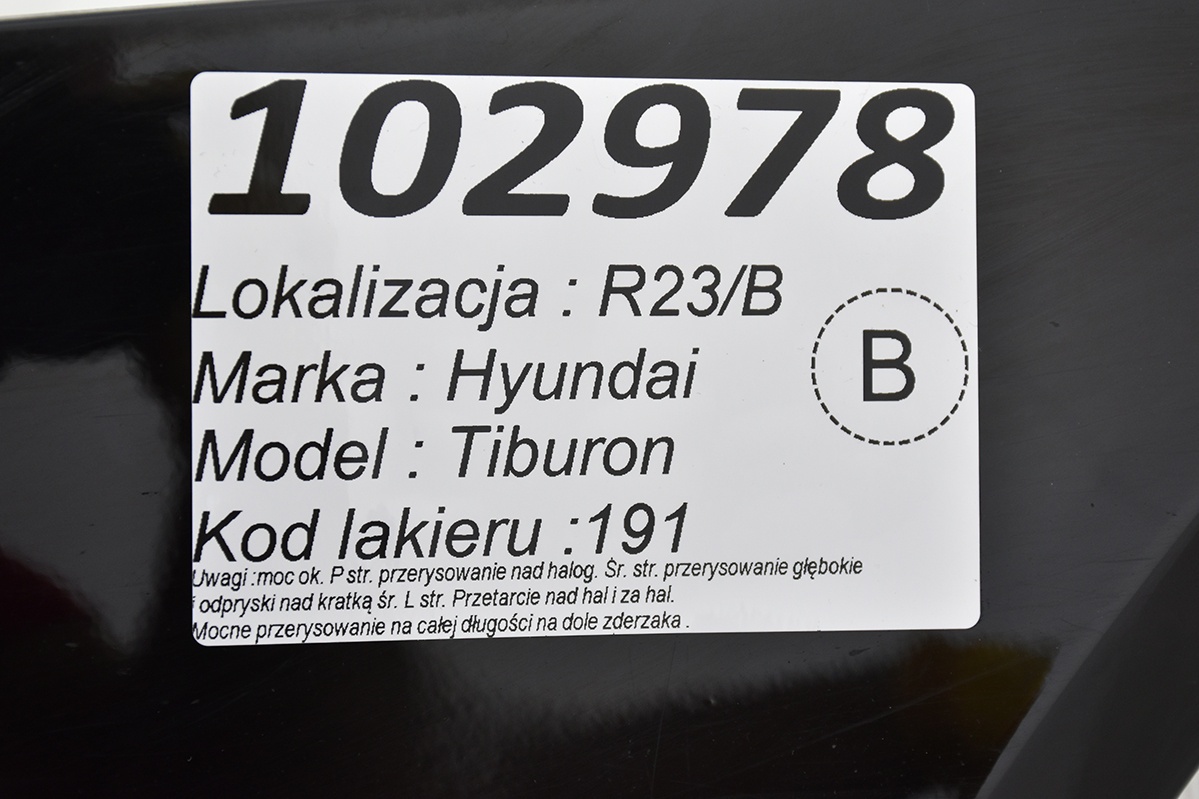 102978
Lokalizacja : R23/B
B
Marka : Hyundai
Model : Tiburon
Kod lakieru :191
Uwagi :moc ok. P str. przerysowanie nad halog. Śr. str. przerysowanie głębokie
i odpryski nad kratką śr. L str. Przetarcie nad hal i za hal.
Mocne przerysowanie na całej długości na dole zderzaka .